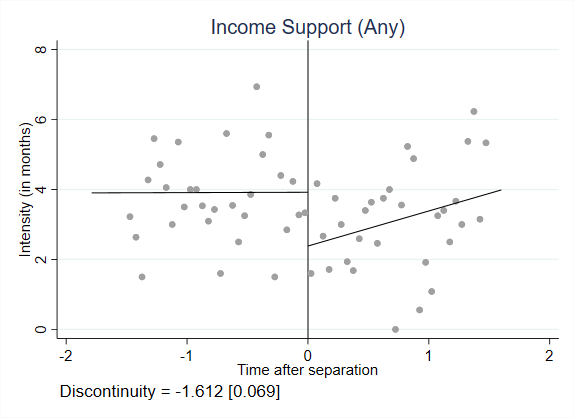 Income Support (Any)
Intensity (in months)
8
6
4
2
0
-2
-1
0
1
2
Time after separation
Discontinuity = -1.612 [0.069]